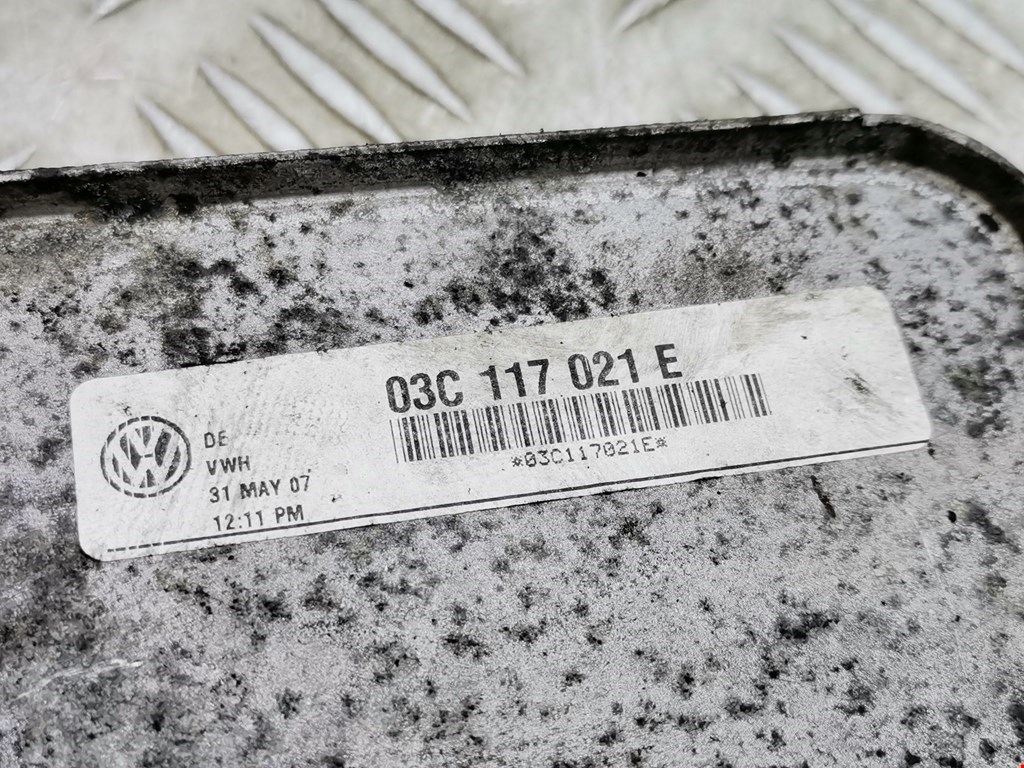 03C 117 021 E
*03C117021E*
DE
VWH
31 MAY 07
12:11 PM